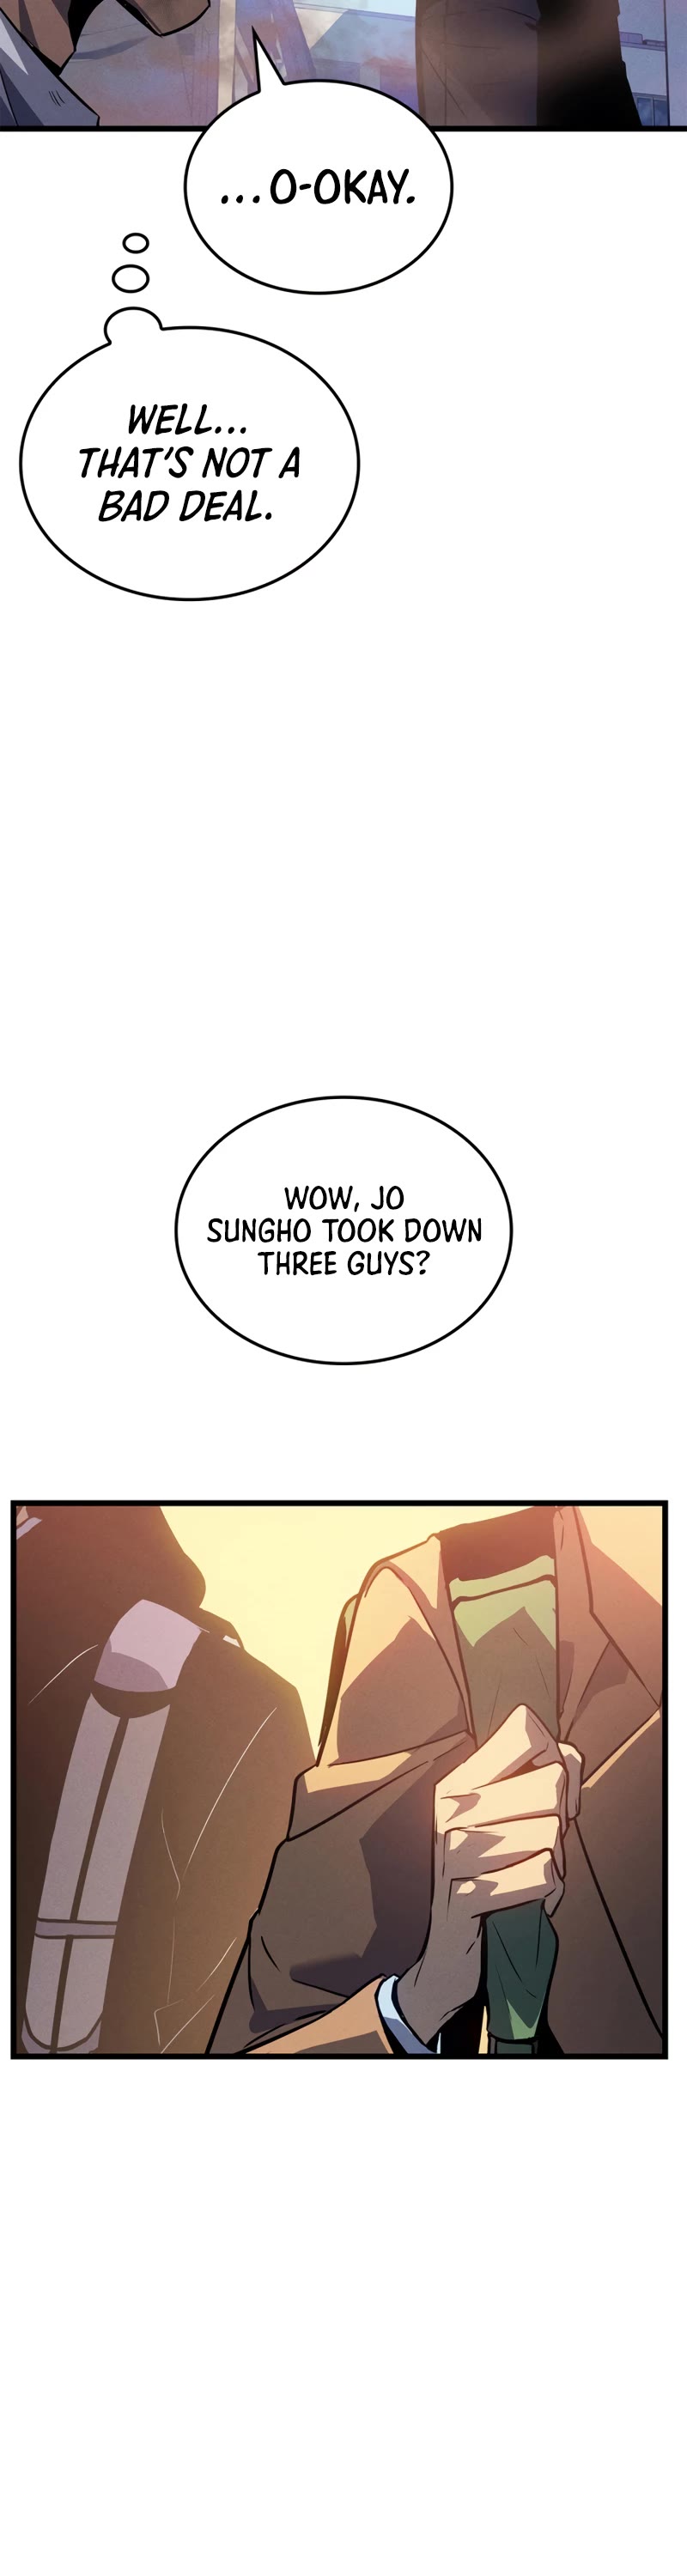 ...O-OKAY.
WELL...
THAT'S NOT A
BAD DEAL.
WOW, JO
SUNGHO TOOK DOWN
THREE GUYS?